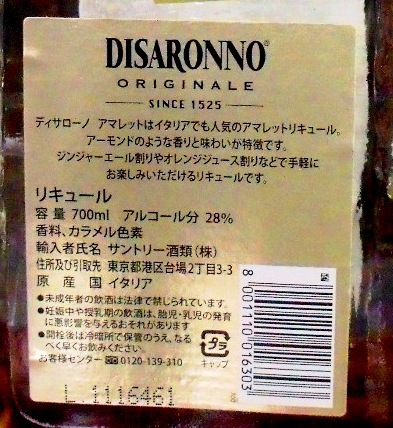 DISARONNO®
ORIGINALE
SINCE 1525
ディサローノ アマレットはイタリアでも人気のアマレットリキュール。
アーモンドのような香りと味わいが特徴です。
ジンジャーエール割りやオレンジジュース割りなどで手軽に
お楽しみいただけるリキュールです。
リキュール
容 量 700ml アルコール分 28%
香料、カラメル色素
輸入者氏名 サントリー酒類(株)
住所及び引取先 東京都港区台場2丁目3-3
原 産 国 イタリア
●未成年者の飲酒は法律で禁じられています。
●妊娠中や授乳期の飲酒は、胎児・乳児の発育
に悪影響を与えるおそれがあります。
●開栓後は冷暗所で保管のうえ、なる
べく早くお飲みください。
お客様センター 0120-139-310
プラ
キャップ
8 001110 016303
L 1116461